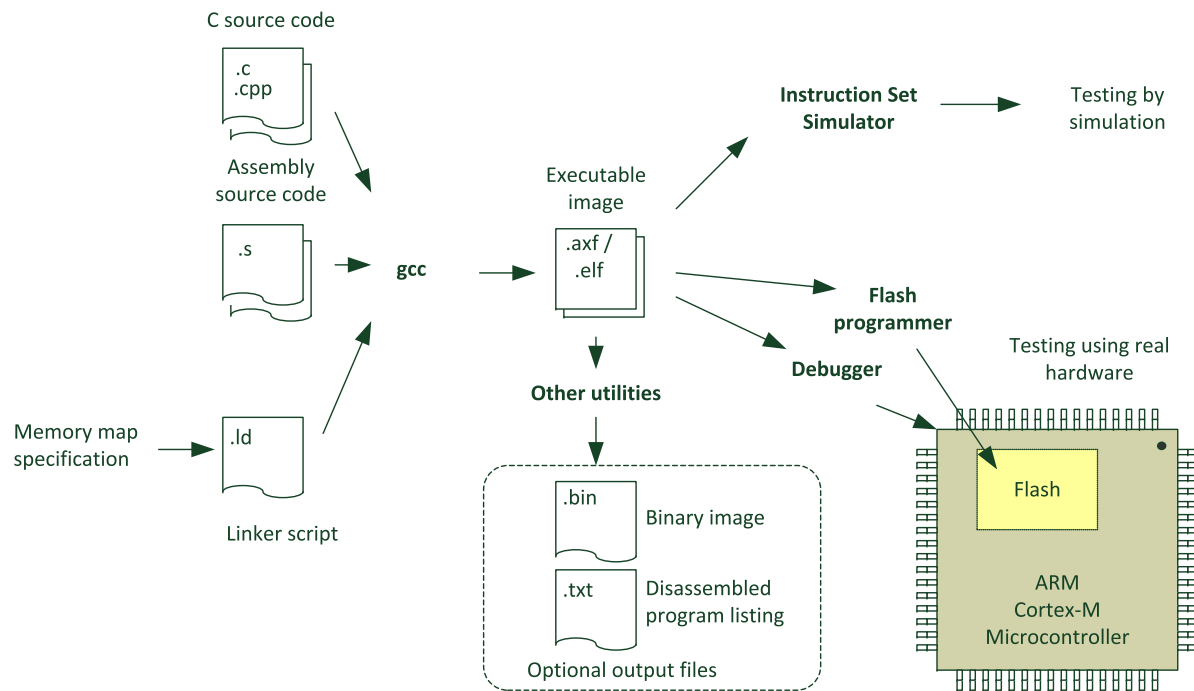 C source code
.c
.cpp
Assembly
source code
.s
Memory map
specification
.ld
Linker script
gcc
Executable
image
.axf /
.elf
Other utilities
.bin
Binary image
.txt
Disassembled
program listing
Optional output files
Instruction Set
Simulator
Testing by
simulation
Flash
programmer
Debugger
Testing using real
hardware
Flash
ARM
Cortex-M
Microcontroller